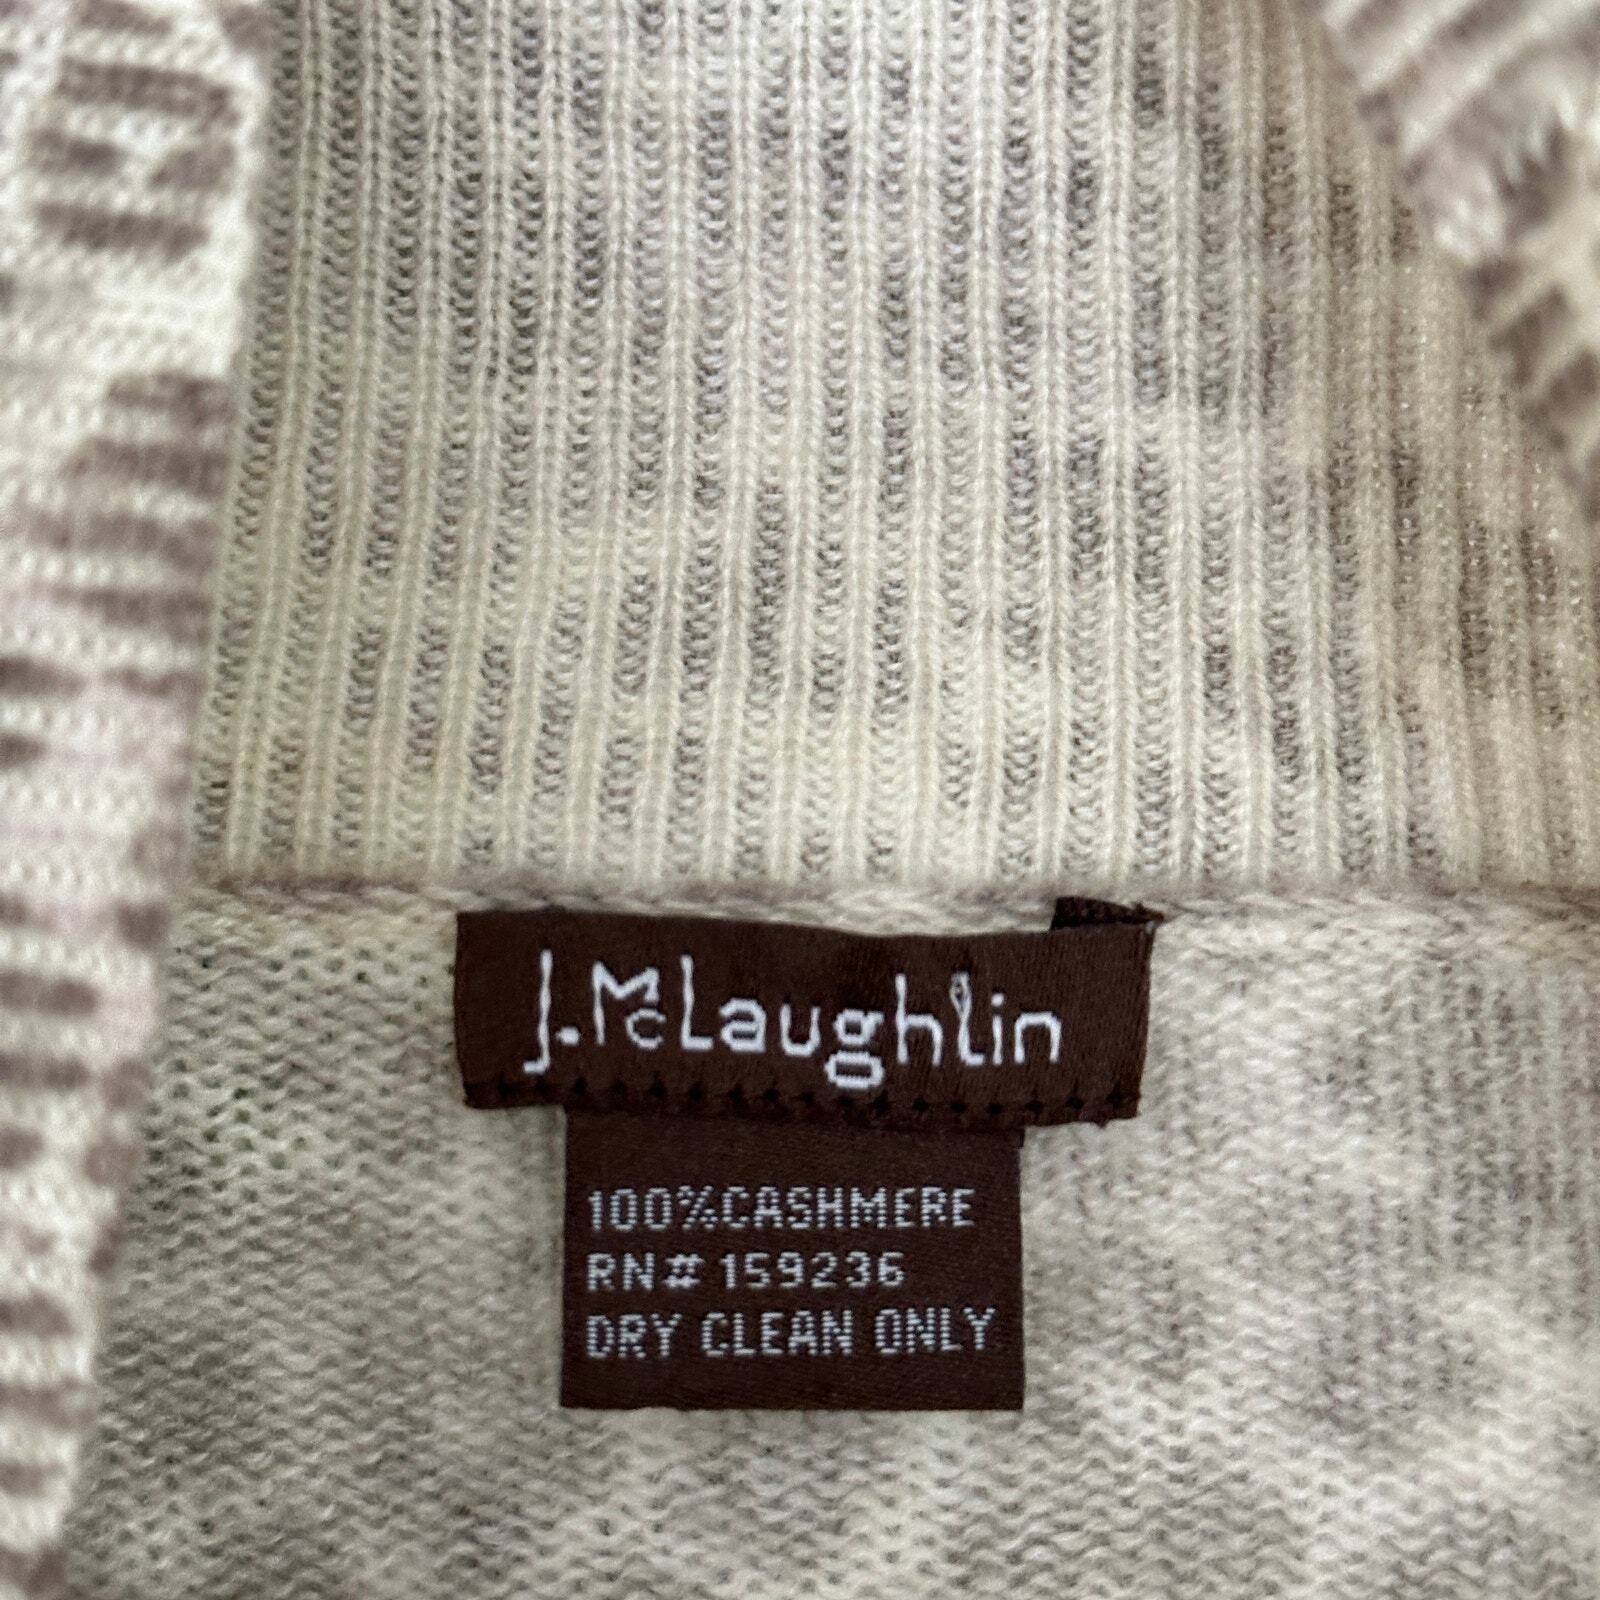 J.McLaughlin
100%CASHMERE
RN#159236
DRY CLEAN ONLY